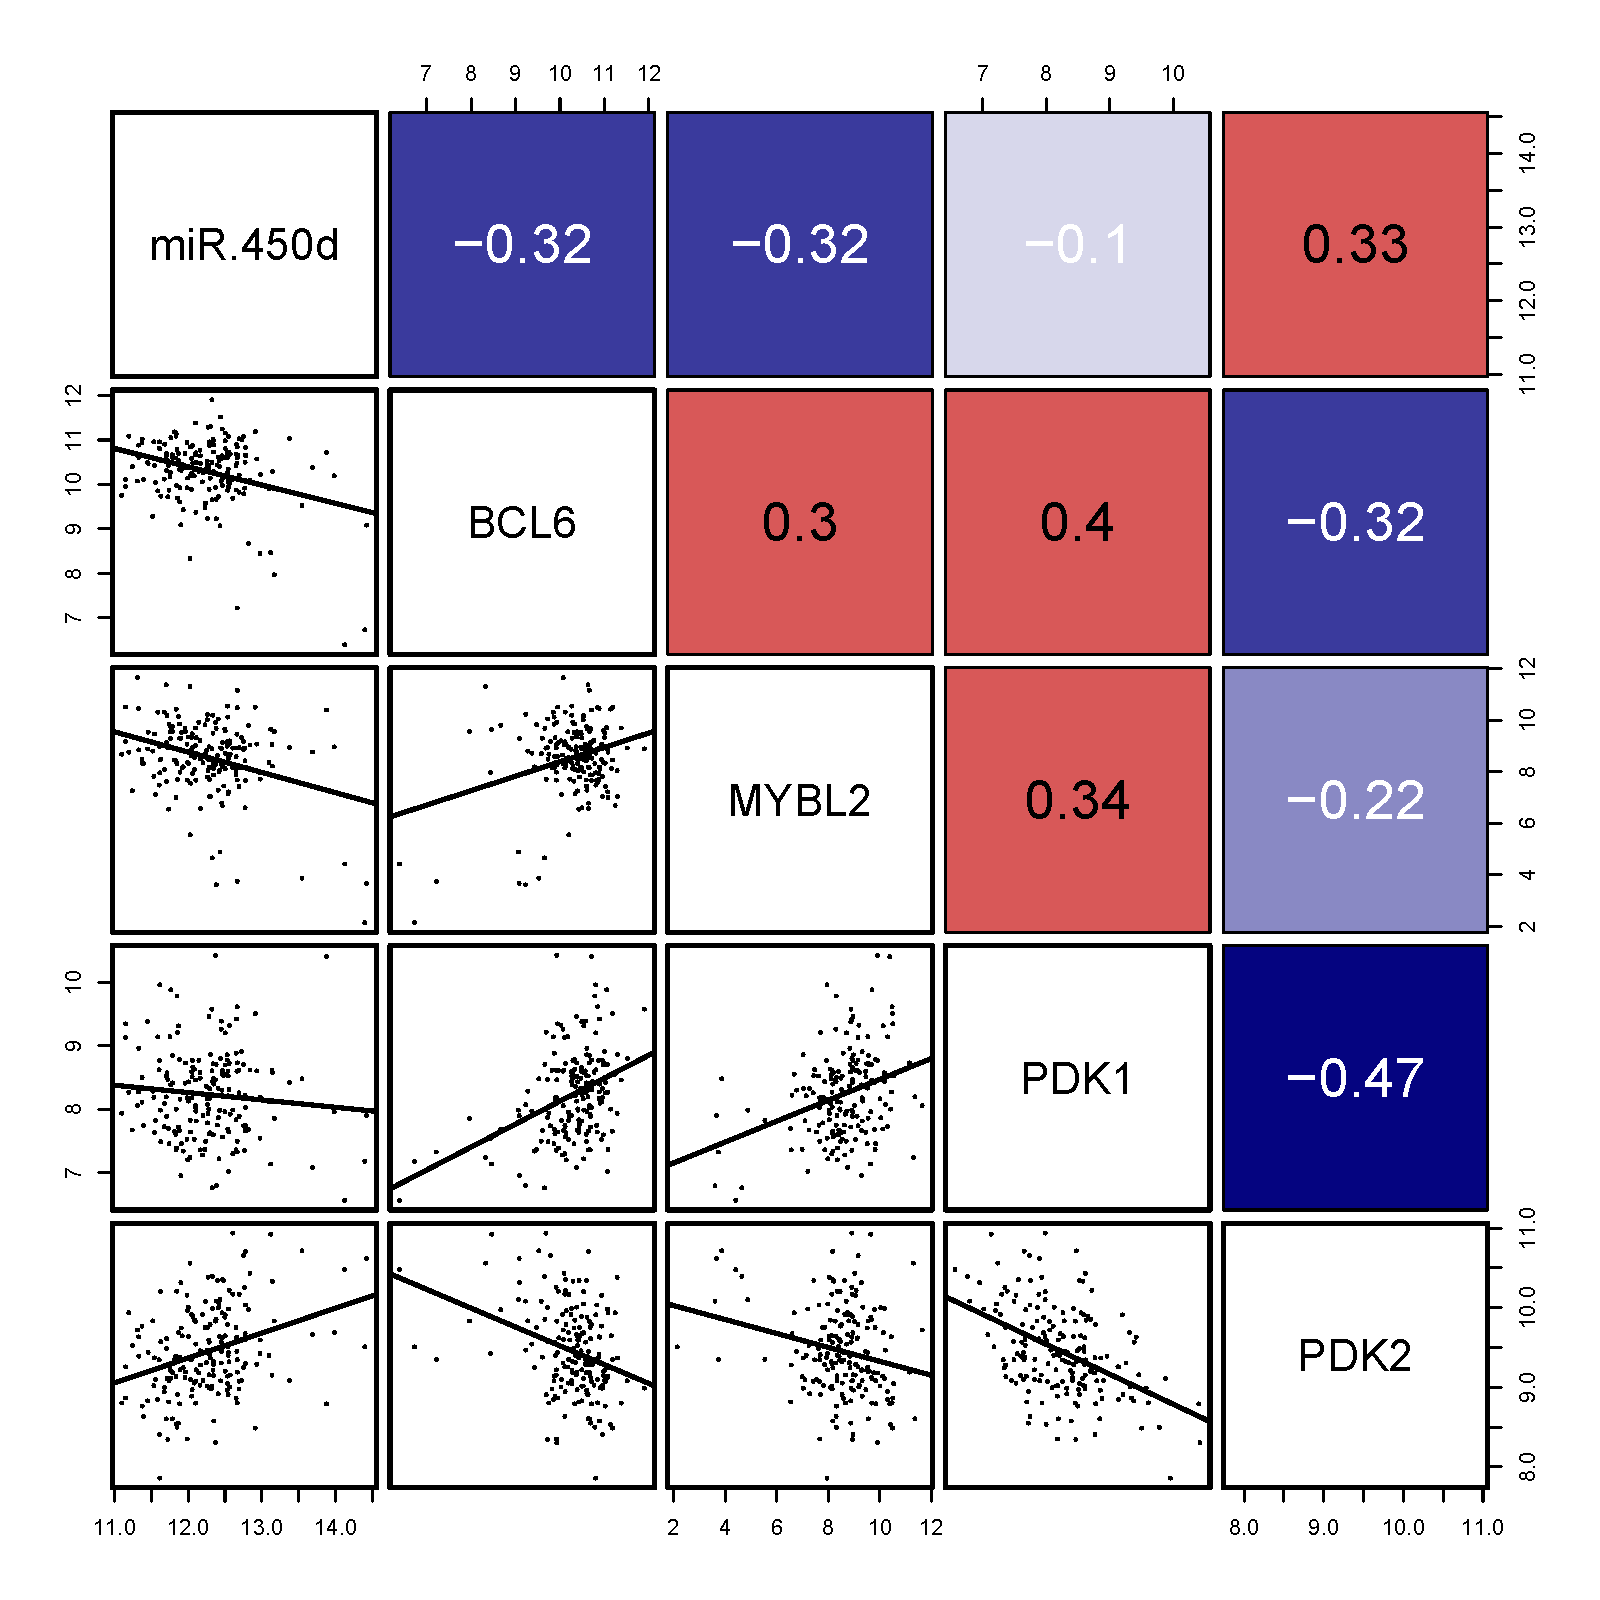 7 8 9 10 11 12 7 8 9 10
miR.450d −0.32 −0.32 −0.1 0.33
11.0 12.0 13.0 14.0
7 8 9 10 11 12
BCL6 0.3 0.4 −0.32
MYBL2 0.34 −0.22
2 4 6 8 10 12
7 8 9 10
PDK1 −0.47
PDK2
8.0 9.0 10.0 11.0
11.0 12.0 13.0 14.0 2 4 6 8 10 12 8.0 9.0 10.0 11.0